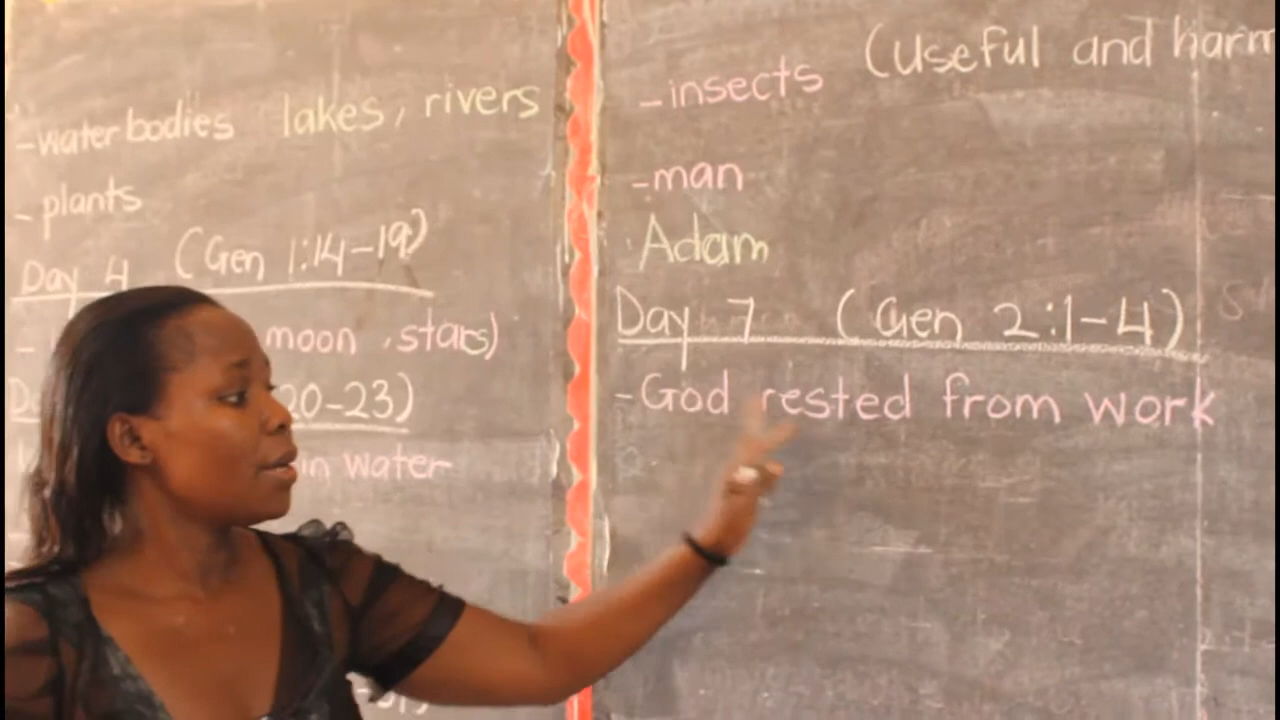 -water bodies lakes, rivers
- plants
Day 4 (Gen 1:14-19)
- moon, stars)
20-23)
in water
-insects (useful and harm
-man
Adam
Day 7 (Gen 2:1-4)
-God rested from work